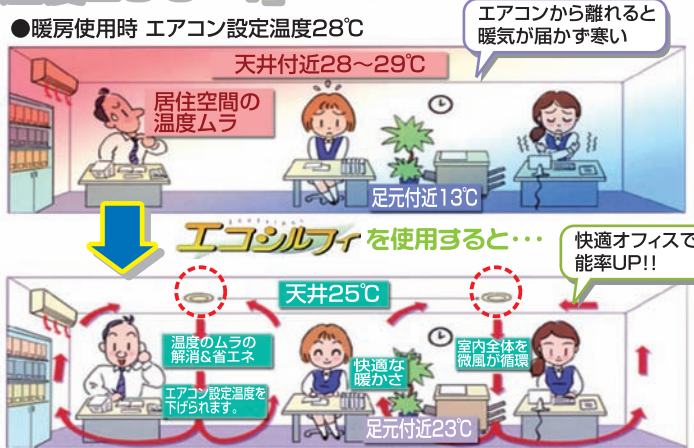 ●暖房使用時 エアコン設定温度28℃
エアコンから離れると
暖気が届かず寒い
天井付近28～29℃
居住空間の
温度ムラ
足元付近13℃
エコシルフィを使用すると･･･
快適オフィスで
能率UP!!
天井25℃
温度のムラの
解消&省エネ
エアコン設定温度を
下げられます。
快適な
暖かさ
室内全体を
微風が循環
足元付近23℃